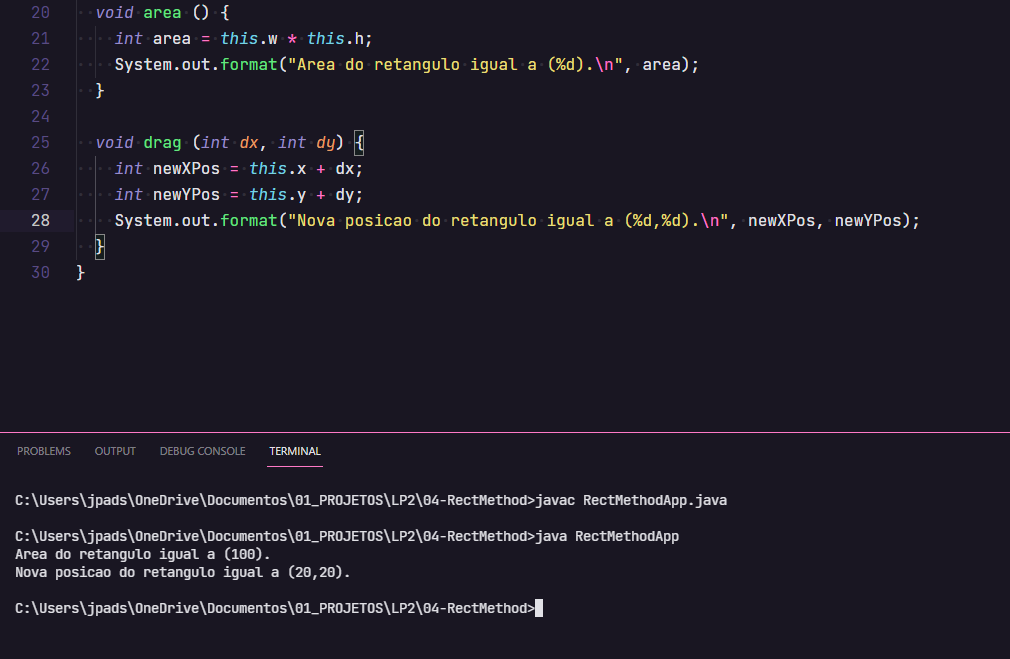 20 void area () {
21 int area = this.w * this.h;
22 System.out.format("Area do retangulo igual a (%d).\n", area);
23 }
24
25 void drag (int dx, int dy) {
26 int newXPos = this.x + dx;
27 int newYPos = this.y + dy;
28 System.out.format("Nova posicao do retangulo igual a (%d,%d).\n", newXPos, newYPos);
29 }
30 }
PROBLEMS OUTPUT DEBUG CONSOLE TERMINAL
C:\Users\jpads\OneDrive\Documentos\01_PROJETOS\LP2\04-RectMethod>javac RectMethodApp.java
C:\Users\jpads\OneDrive\Documentos\01_PROJETOS\LP2\04-RectMethod>java RectMethodApp
Area do retangulo igual a (100).
Nova posicao do retangulo igual a (20,20).
C:\Users\jpads\OneDrive\Documentos\01_PROJETOS\LP2\04-RectMethod>